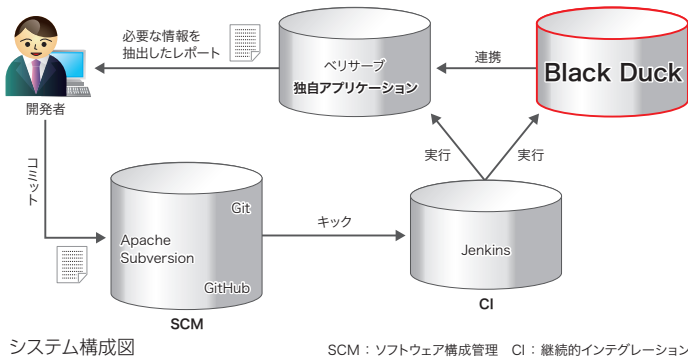 必要な情報を
抽出したレポート
ベリサーブ
独自アプリケーション
連携
Black Duck
開発者
コミット
実行
実行
Git
Apache
Subversion
GitHub
SCM
キック
Jenkins
CI
システム構成図
SCM：ソフトウェア構成管理　CI：継続的インテグレーション